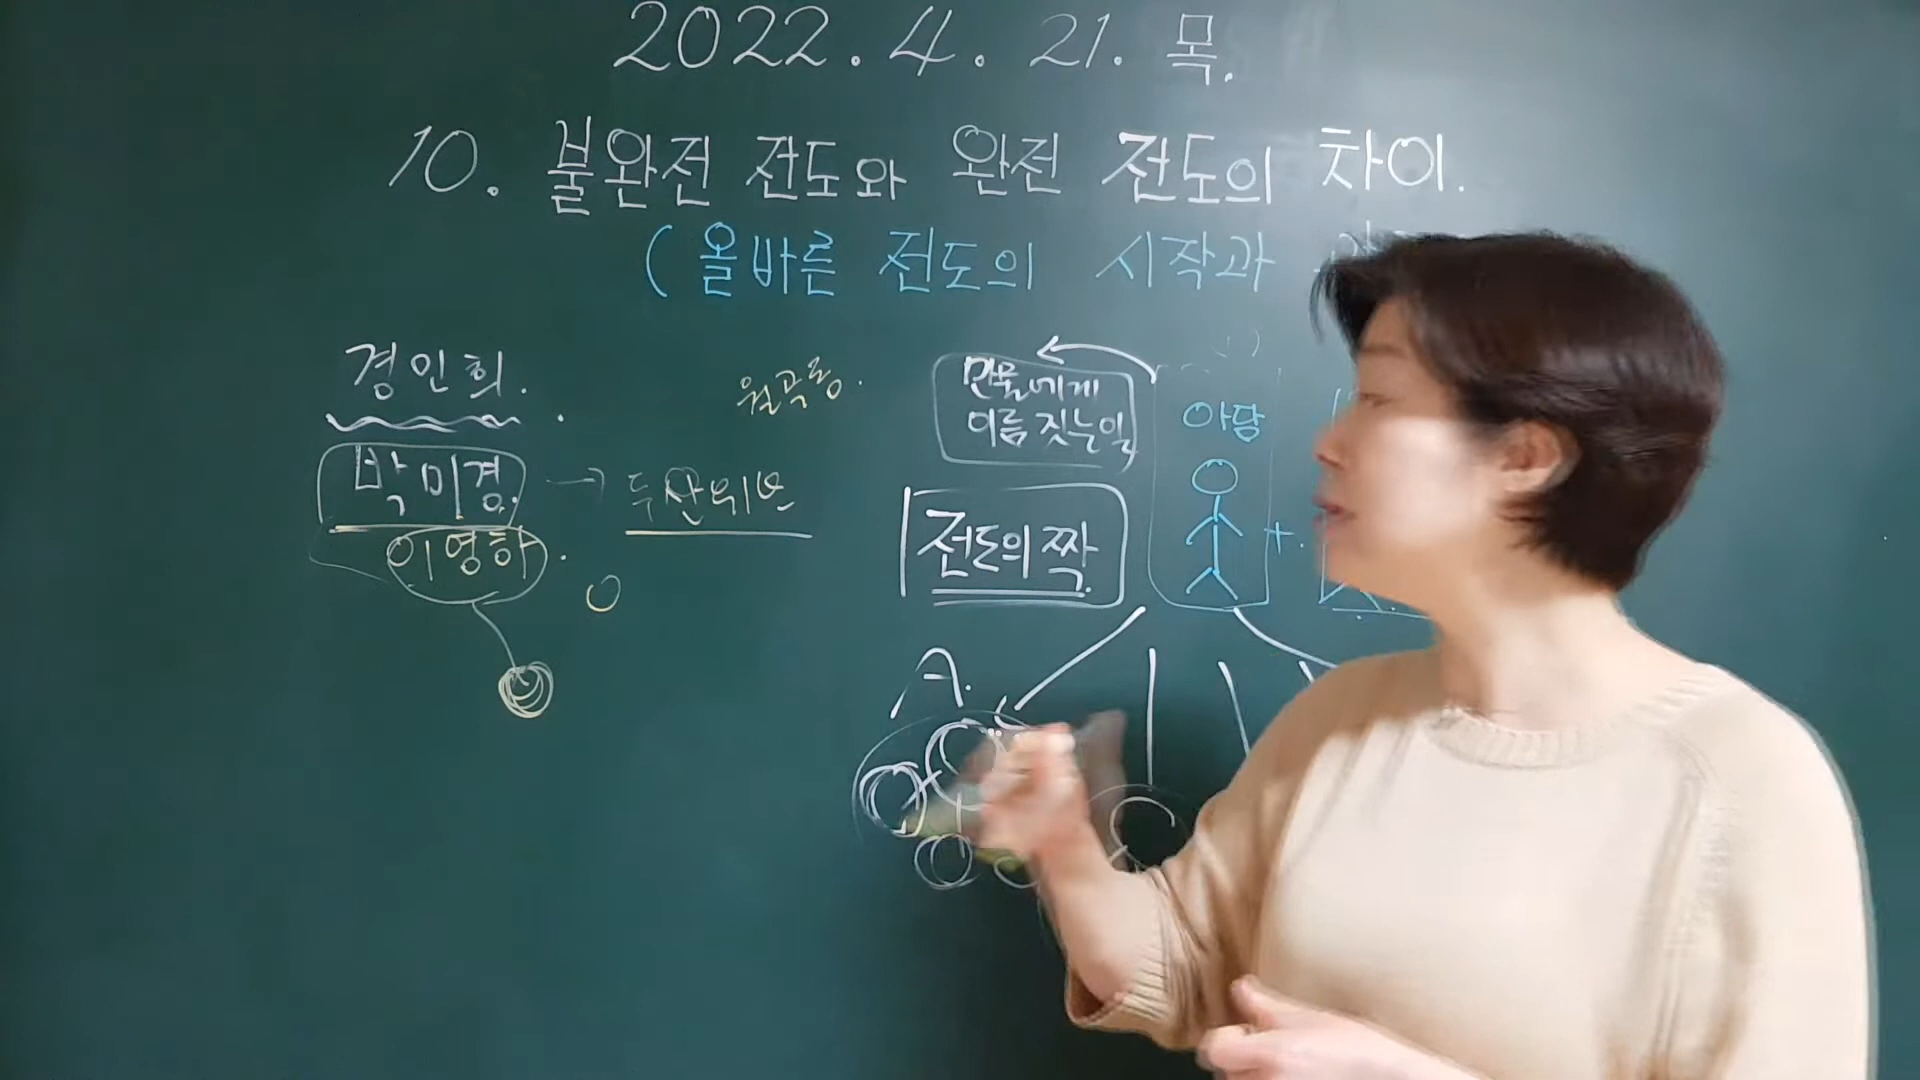 2022. 4. 21. 목.
10. 불완전 전도와 완전 전도의 차이.
(올바른 전도의 시작과
경인희.
원곡동.
만물에게
이름 짓는일
아담
박미경. → 두산위브
전도의 짝.
이영하.
+.
A.